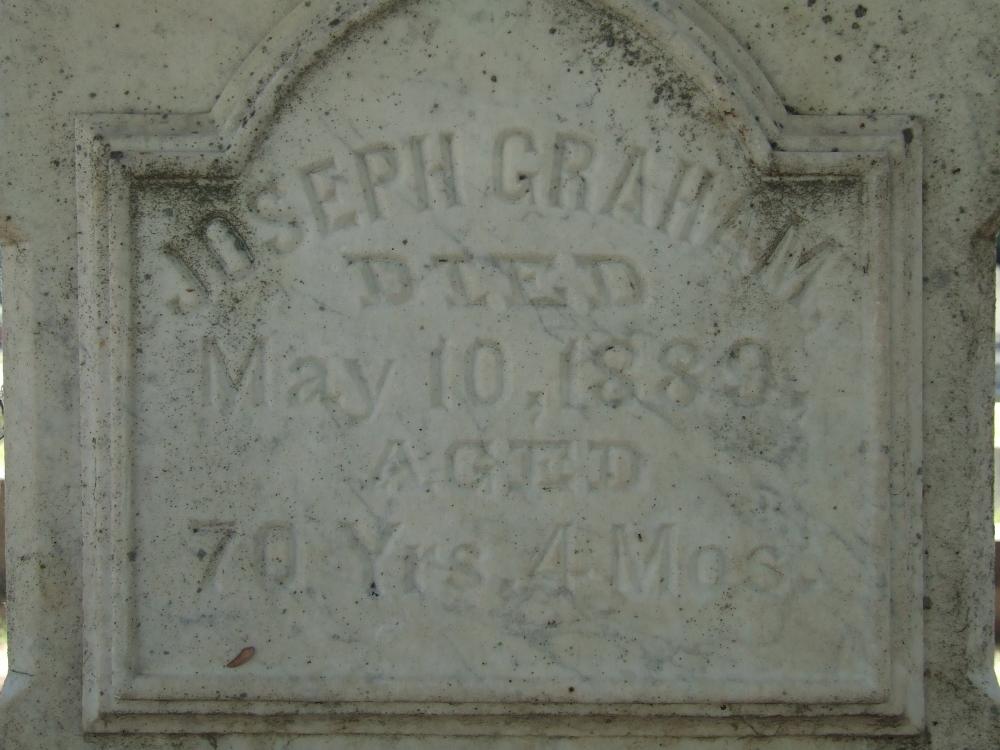 JOSEPH GRAHAM.
DIED
May 10, 1889.
AGED
70 Yrs. 4 Mos.